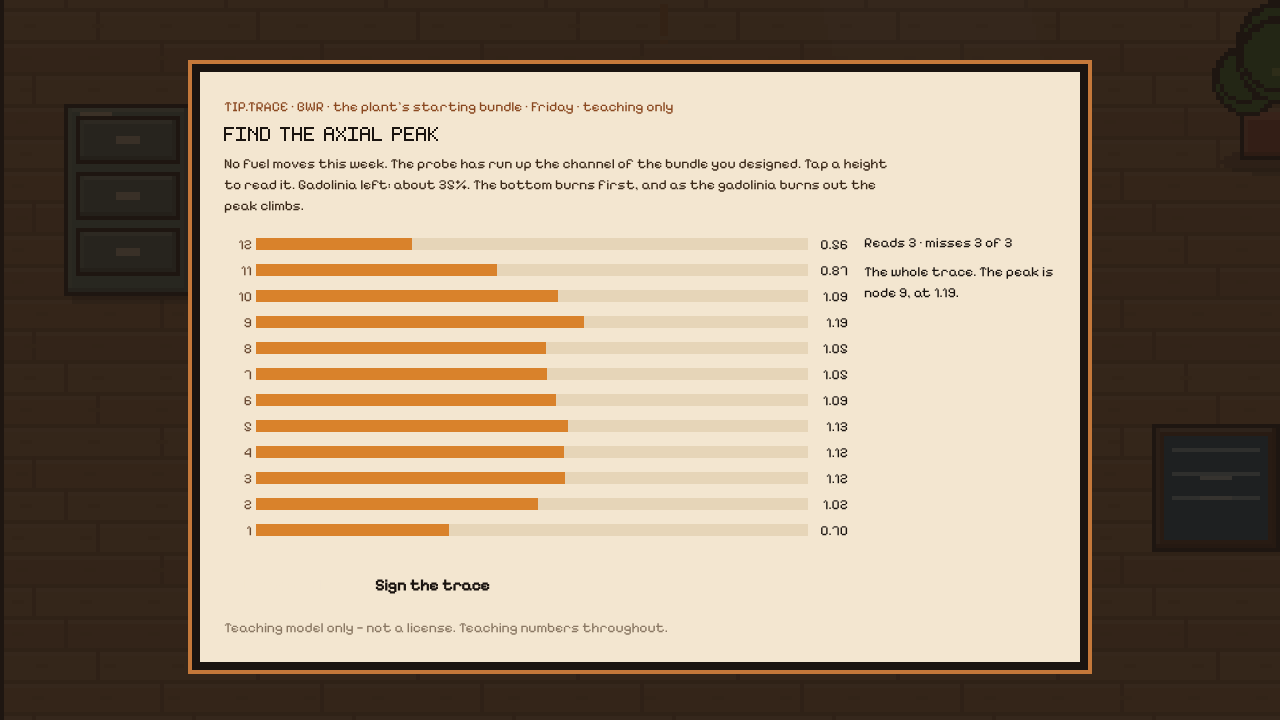 TIP.TRACE · BWR · the plant's starting bundle · Friday · teaching only
FIND THE AXIAL PEAK
No fuel moves this week. The probe has run up the channel of the bundle you designed. Tap a height
to read it. Gadolinia left: about 35%. The bottom burns first, and as the gadolinia burns out the
peak climbs.
12 0.56
11 0.87
10 1.09
9 1.19
8 1.05
7 1.05
6 1.09
5 1.13
4 1.12
3 1.12
2 1.02
1 0.70
Reads 3 · misses 3 of 3
The whole trace. The peak is
node 9, at 1.19.
Sign the trace
Teaching model only - not a license. Teaching numbers throughout.